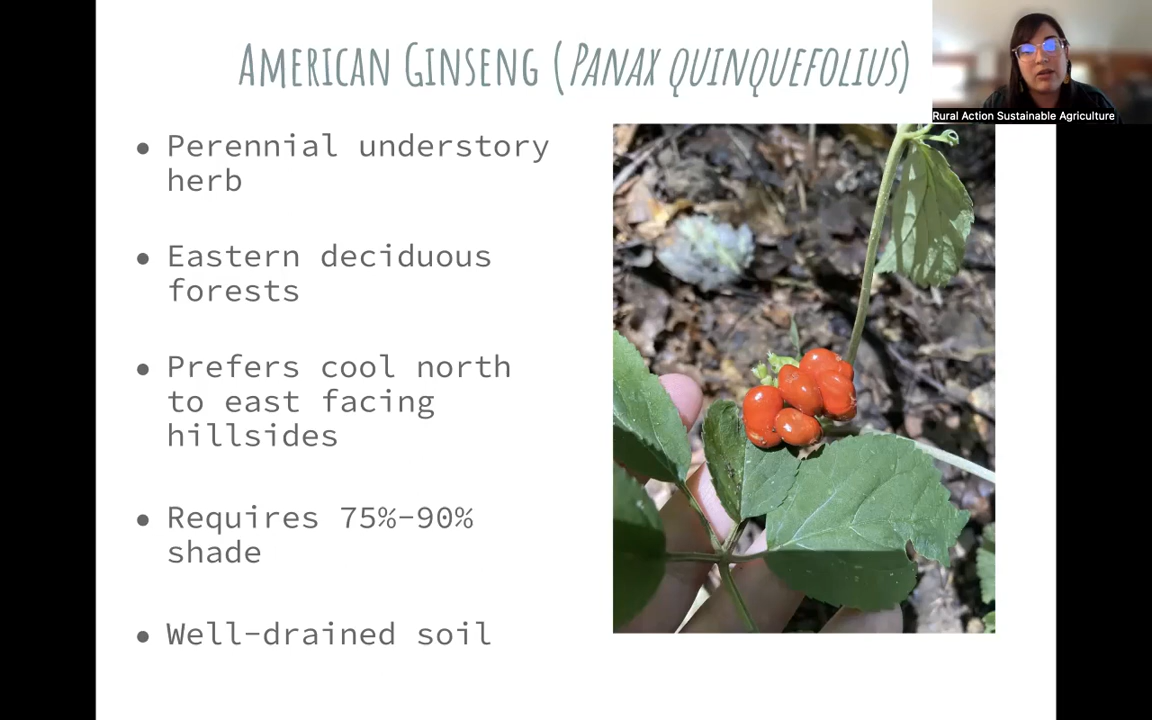 American Ginseng (Panax quinquefolius)
Rural Action Sustainable Agriculture
• Perennial understory
herb
• Eastern deciduous
forests
• Prefers cool north
to east facing
hillsides
• Requires 75%-90%
shade
• Well-drained soil